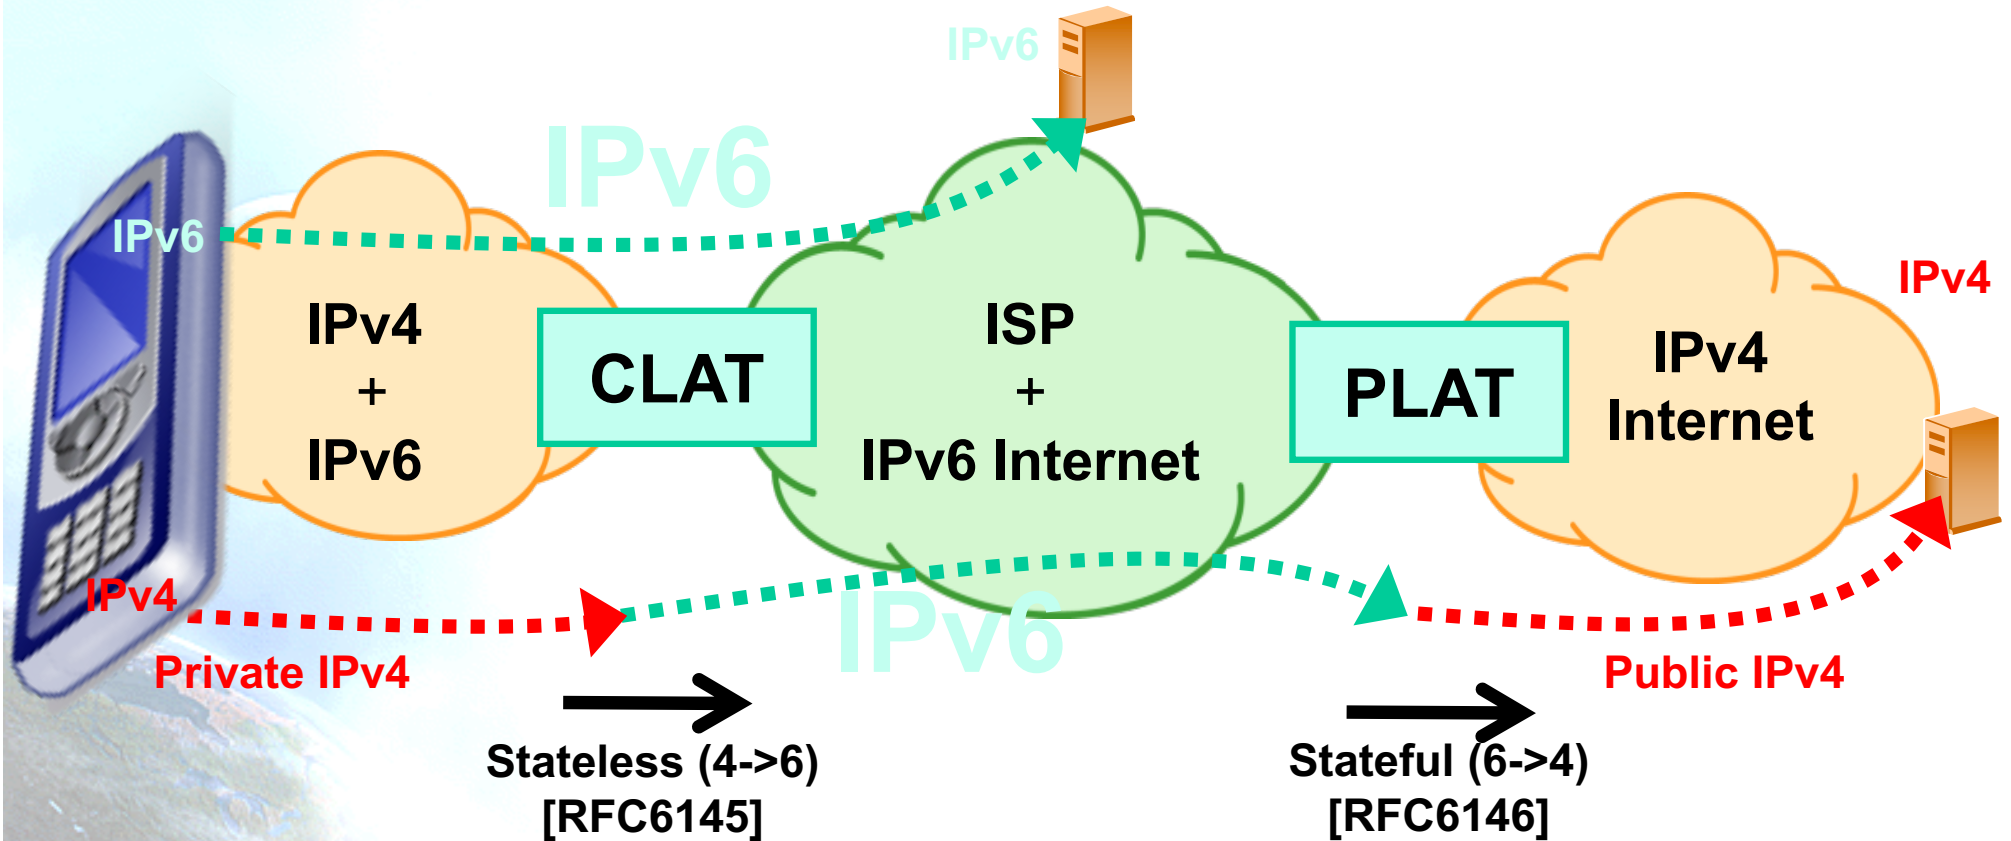 IPv6
IPv6
IPv6
IPv4
+
IPv6
CLAT
ISP
+
IPv6 Internet
PLAT
IPv4
Internet
IPv4
IPv4
Private IPv4
IPv6
Public IPv4
Stateless (4->6)
[RFC6145]
Stateful (6->4)
[RFC6146]